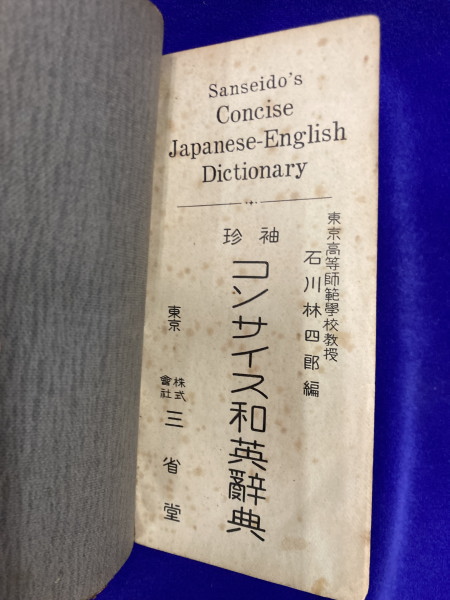 Sanseido's
Concise
Japanese-English
Dictionary
東京高等師範學校教授
石川林四郎編
袖珍
コンサイス和英辭典
東京
株式會社
三省堂